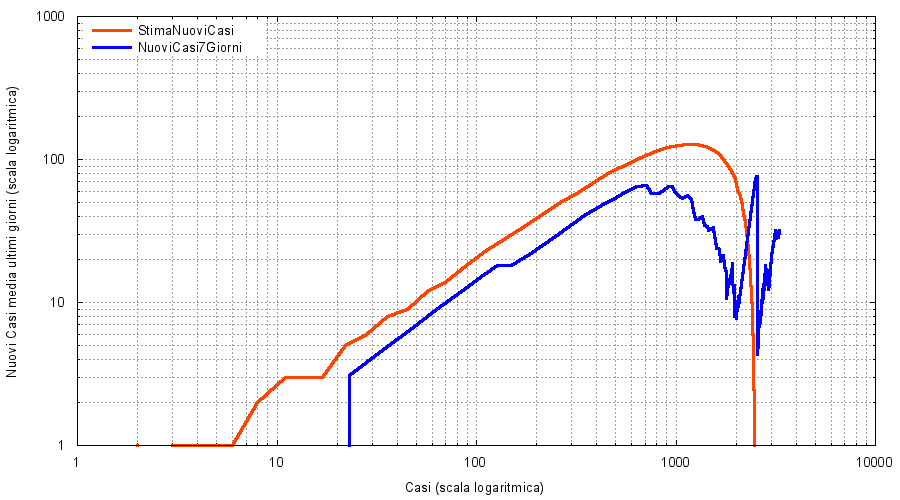 1000
StimaNuoviCasi
NuoviCasi7Giorni
Nuovi Casi media ultimi giorni (scala logaritmica)
100
10
1
1 10 100 1000 10000
Casi (scala logaritmica)